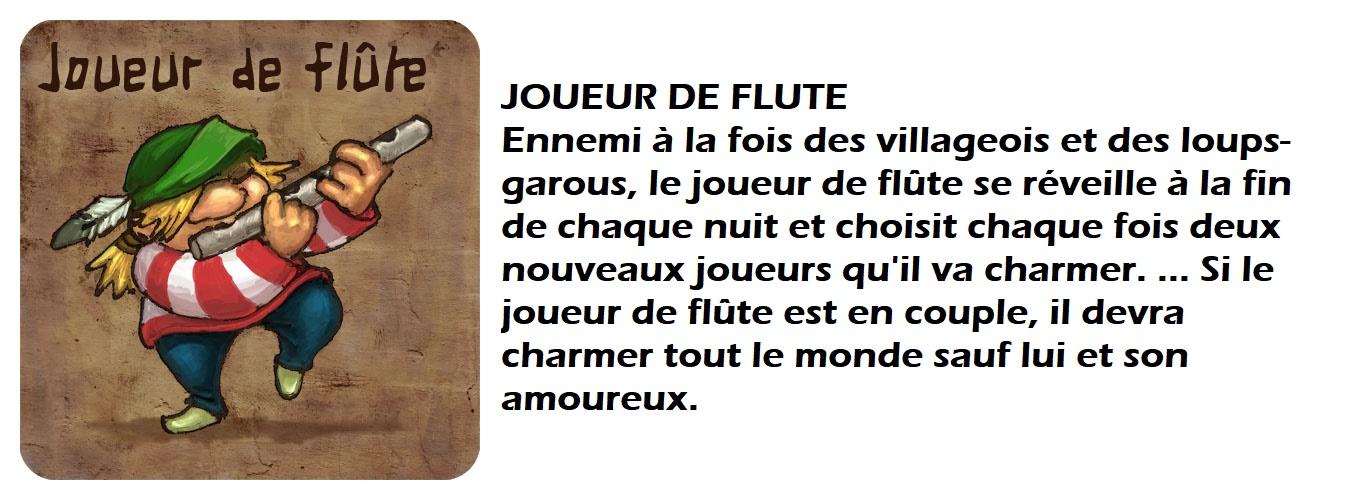 Joueur de flûte
JOUEUR DE FLUTE
Ennemi à la fois des villageois et des loups-
garous, le joueur de flûte se réveille à la fin
de chaque nuit et choisit chaque fois deux
nouveaux joueurs qu'il va charmer. ... Si le
joueur de flûte est en couple, il devra
charmer tout le monde sauf lui et son
amoureux.